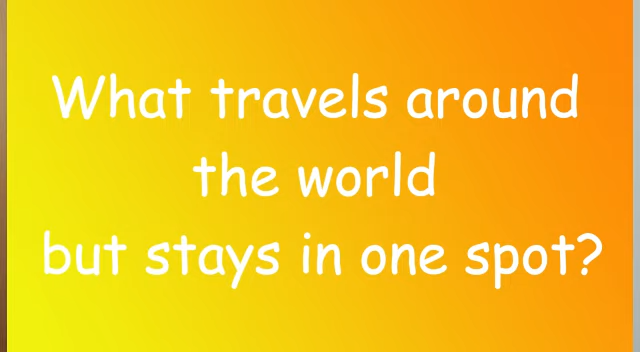 What travels around
the world
but stays in one spot?